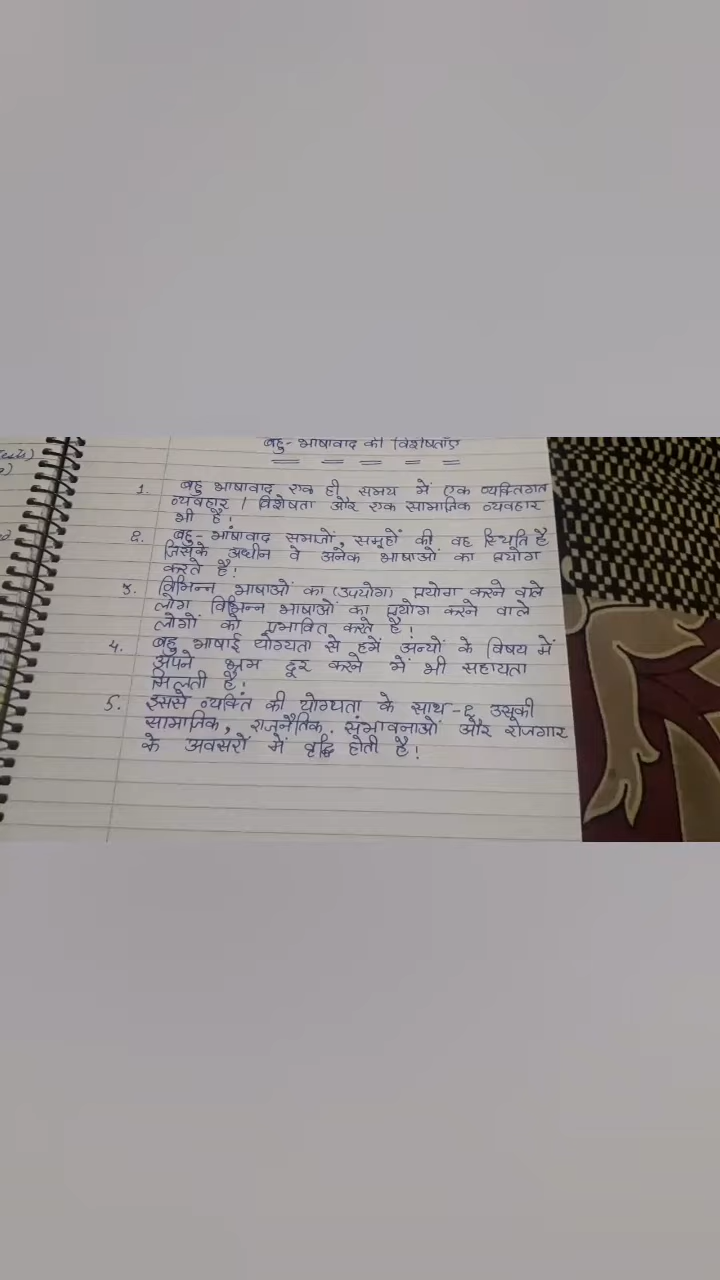 बहु-भाषावाद की विशेषताएँ
1. बहु भाषावाद एक ही समय में एक व्यक्तिगत
व्यवहार / विशेषता और एक सामाजिक व्यवहार
भी है!
2. बहु-भाषावाद समाजों, समूहों की वह स्थिति है
जिसके अधीन वे अनेक भाषाओं का प्रयोग
करते है!
3. विभिन्न भाषाओं का (उपयोग) प्रयोग करने वाले
लोग विभिन्न भाषाओं का प्रयोग करने वाले
लोगों को प्रभावित करते है!
4. बहु भाषाई योग्यता से हमें अन्यों के विषय में
अपने भ्रम दूर करने में भी सहायता
मिलती है!
5. इससे व्यक्ति की योग्यता के साथ-2 उसकी
सामाजिक, राजनैतिक, संभावनाओं और रोजगार
के अवसरों में वृद्धि होती है!